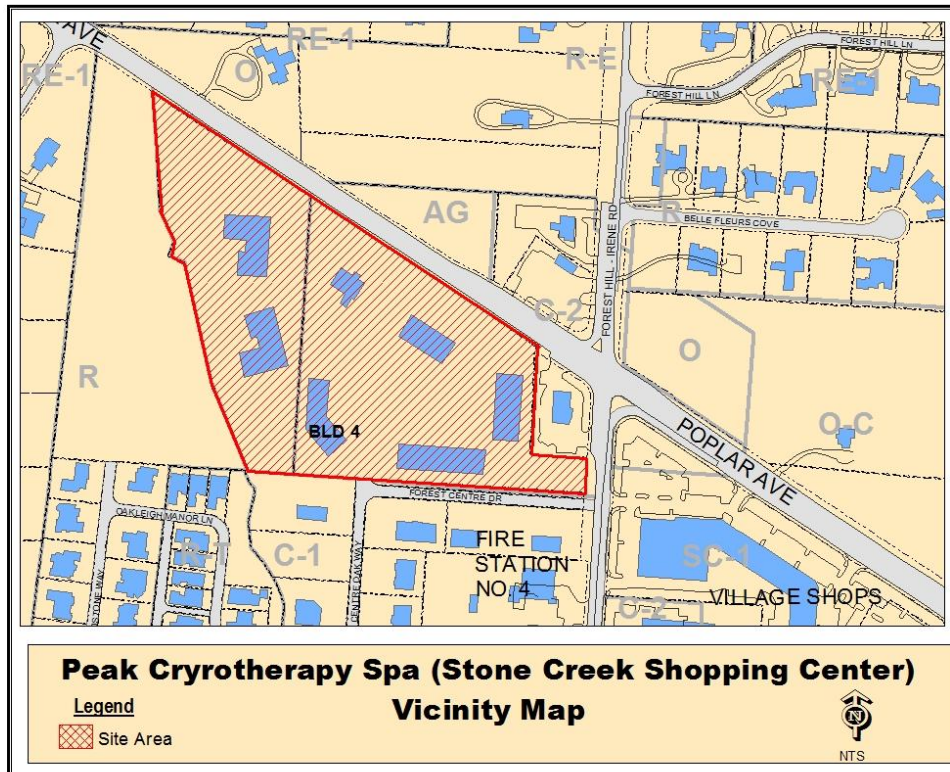 AVE
RE-1
RE-1
O
R-E
FOREST HILL LN
FOREST HILL LN
RE-1
AG
R
BELLE FLEURS COVE
FOREST HILL - IRENE RD
C-2
O
R
O-C
POPLAR AVE
BLD 4
FOREST CENTRE DR
OAKLEIGH MANOR LN
R-T
C-1
CENTRE OAK WAY
STONE WAY
FIRE
STATION
NO. 4
SC-1
VILLAGE SHOPS
C-2
Peak Cryrotherapy Spa (Stone Creek Shopping Center)
Vicinity Map
Legend
Site Area
N
NTS